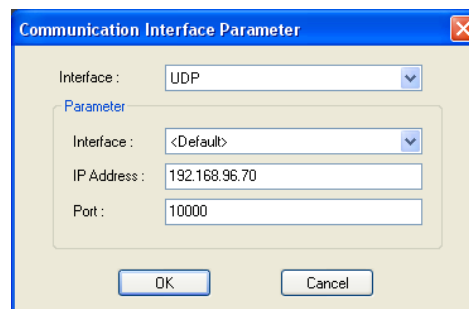 Communication Interface Parameter
Interface : UDP
Parameter
Interface : <Default>
IP Address : 192.168.96.70
Port : 10000
OK Cancel